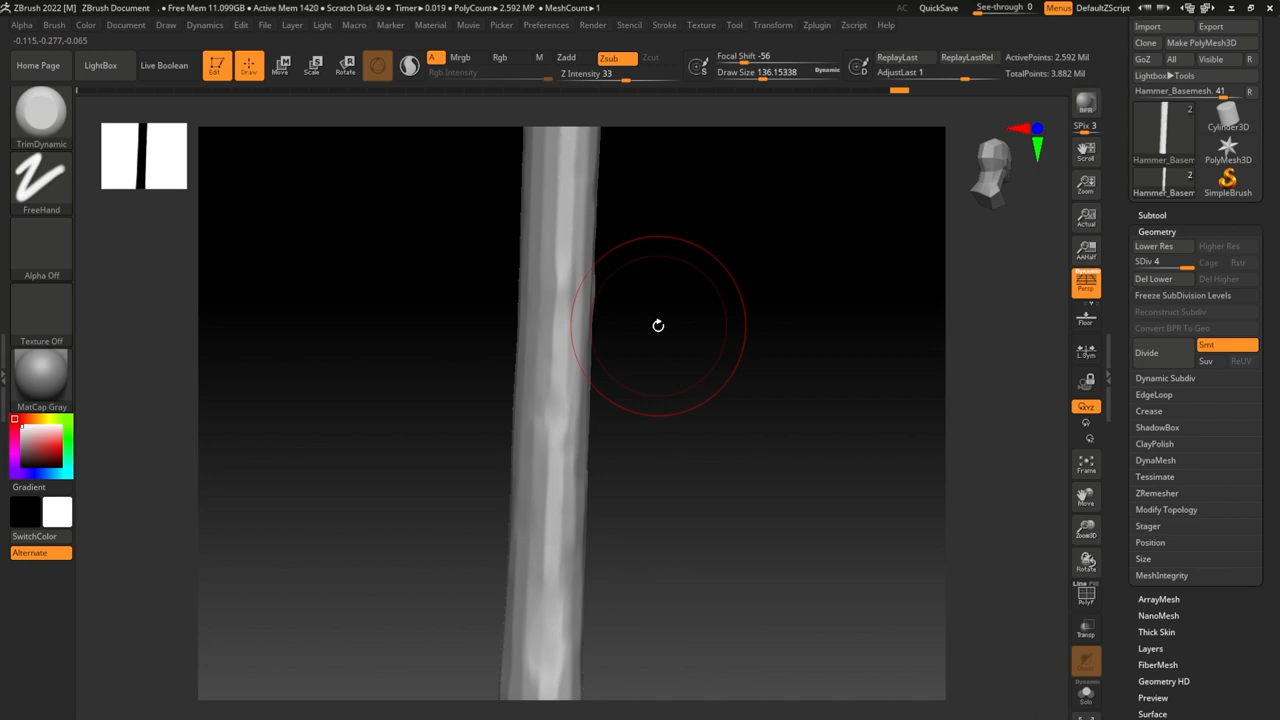 ZBrush 2022 [M] ZBrush Document . • Free Mem 11.099GB • Active Mem 1420 • Scratch Disk 49 • Timer▶0.019 • PolyCount▶2.592 MP • MeshCount▶1 AC QuickSave See-through 0 Menus DefaultZScript
Alpha Brush Color Document Draw Dynamics Edit File Layer Light Macro Marker Material Movie Picker Preferences Render Stencil Stroke Texture Tool Transform Zplugin Zscript Help
-0.115,-0.277,-0.065
Home Page LightBox Live Boolean Edit Draw Move Scale Rotate A Mrgb Rgb M Zadd Zsub Zcut
Rgb Intensity Z Intensity 33
S Focal Shift -56
Draw Size 136.15338 Dynamic
D ReplayLast ReplayLastRel
AdjustLast 1
ActivePoints: 2.592 Mil
TotalPoints: 3.882 Mil
TrimDynamic
FreeHand
Alpha Off
Texture Off
MatCap Gray
Gradient
SwitchColor
Alternate
BPR
SPix 3
Scroll
Zoom
Actual
AAHalf
Dynamic
Persp
Floor
L.Sym
XYZ
Frame
Move
Zoom3D
Rotate
Line Fill
PolyF
Transp
Ghost
Dynamic
Solo
Import Export
Clone Make PolyMesh3D
GoZ All Visible R
Lightbox▶Tools
Hammer_Basemesh. 41 R
2
Cylinder3D
Hammer_Basem PolyMesh3D
2
Hammer_Basem SimpleBrush
Subtool
Geometry
Lower Res Higher Res
SDiv 4 Cage Rstr
Del Lower Del Higher
Freeze SubDivision Levels
Reconstruct Subdiv
Convert BPR To Geo
Divide Smt
Suv ReUV
Dynamic Subdiv
EdgeLoop
Crease
ShadowBox
ClayPolish
DynaMesh
Tessimate
ZRemesher
Modify Topology
Stager
Position
Size
MeshIntegrity
ArrayMesh
NanoMesh
Thick Skin
Layers
FiberMesh
Geometry HD
Preview
Surface